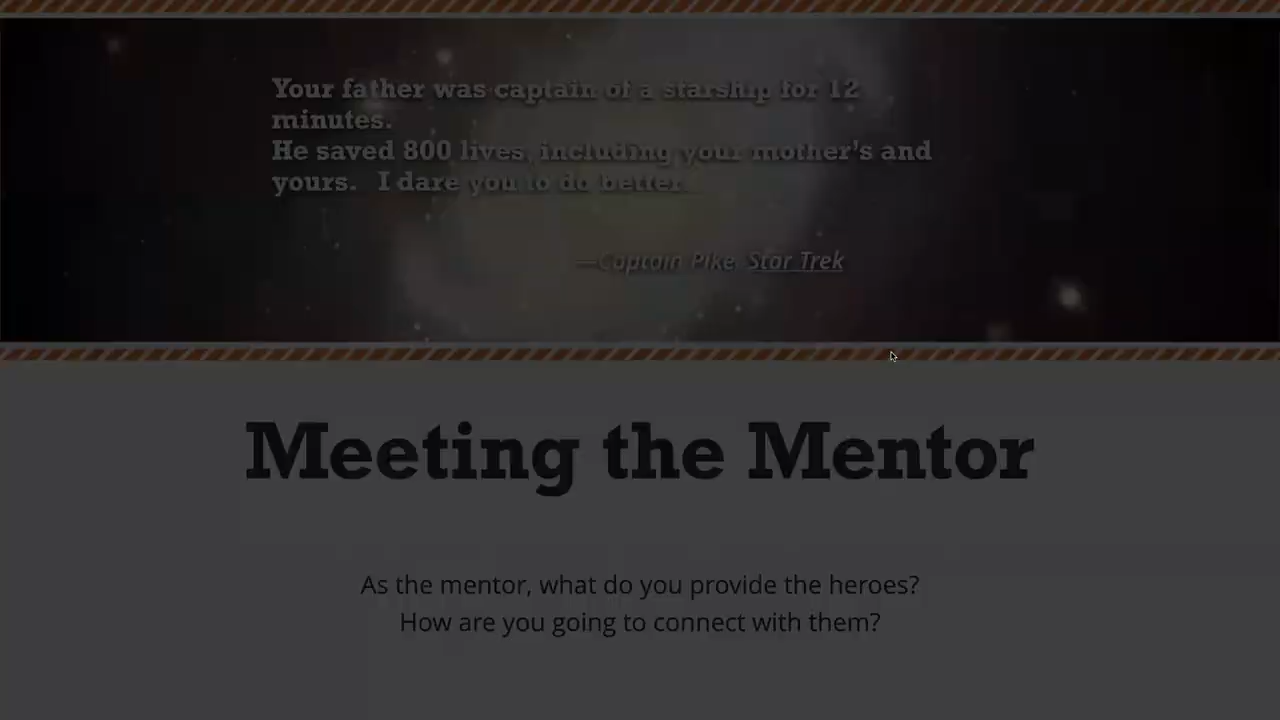 Your father was captain of a starship for 12
minutes.
He saved 800 lives, including your mother's and
yours. I dare you to do better.
—Captain Pike, Star Trek
Meeting the Mentor
As the mentor, what do you provide the heroes?
How are you going to connect with them?